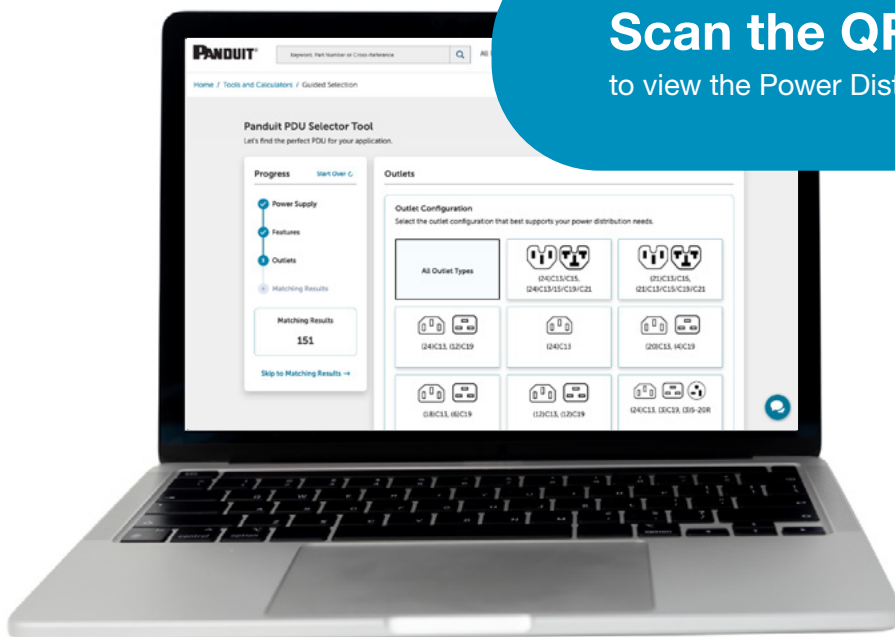 Scan the QR
to view the Power Dist
PANDUIT
Keyword, Part Number or Cross-Reference
All
Home / Tools and Calculators / Guided Selection
Panduit PDU Selector Tool
Let's find the perfect PDU for your application.
Progress
Start Over
Power Supply
Features
Outlets
Matching Results
Matching Results
151
Skip to Matching Results →
Outlets
Outlet Configuration
Select the outlet configuration that best supports your power distribution needs.
All Outlet Types
(24)C13/C15,
(24)C13/15/C19/C21
(21)C13/C15,
(21)C13/C15/C19/C21
(24)C13, (12)C19
(24)C13
(20)C13, (4)C19
(18)C13, (6)C19
(12)C13, (12)C19
(24)C13, (3)C19, (3)5-20R
control
option
option